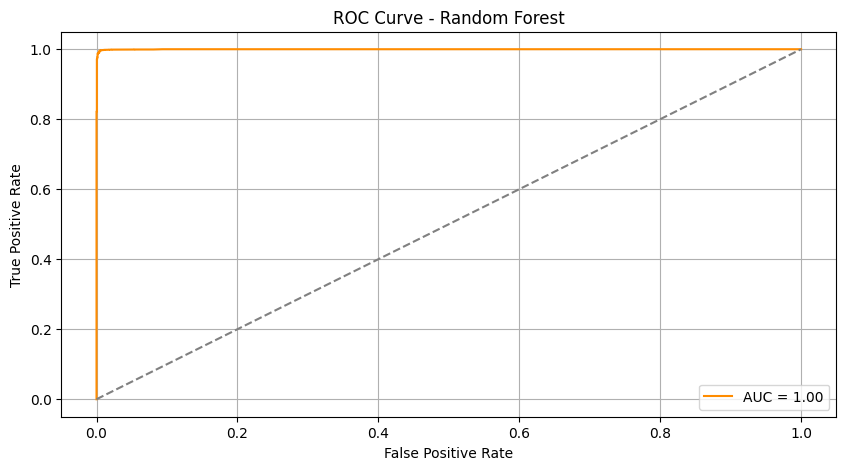 ROC Curve - Random Forest
1.0
0.8
0.6
0.4
0.2
0.0
True Positive Rate
AUC = 1.00
0.0 0.2 0.4 0.6 0.8 1.0
False Positive Rate